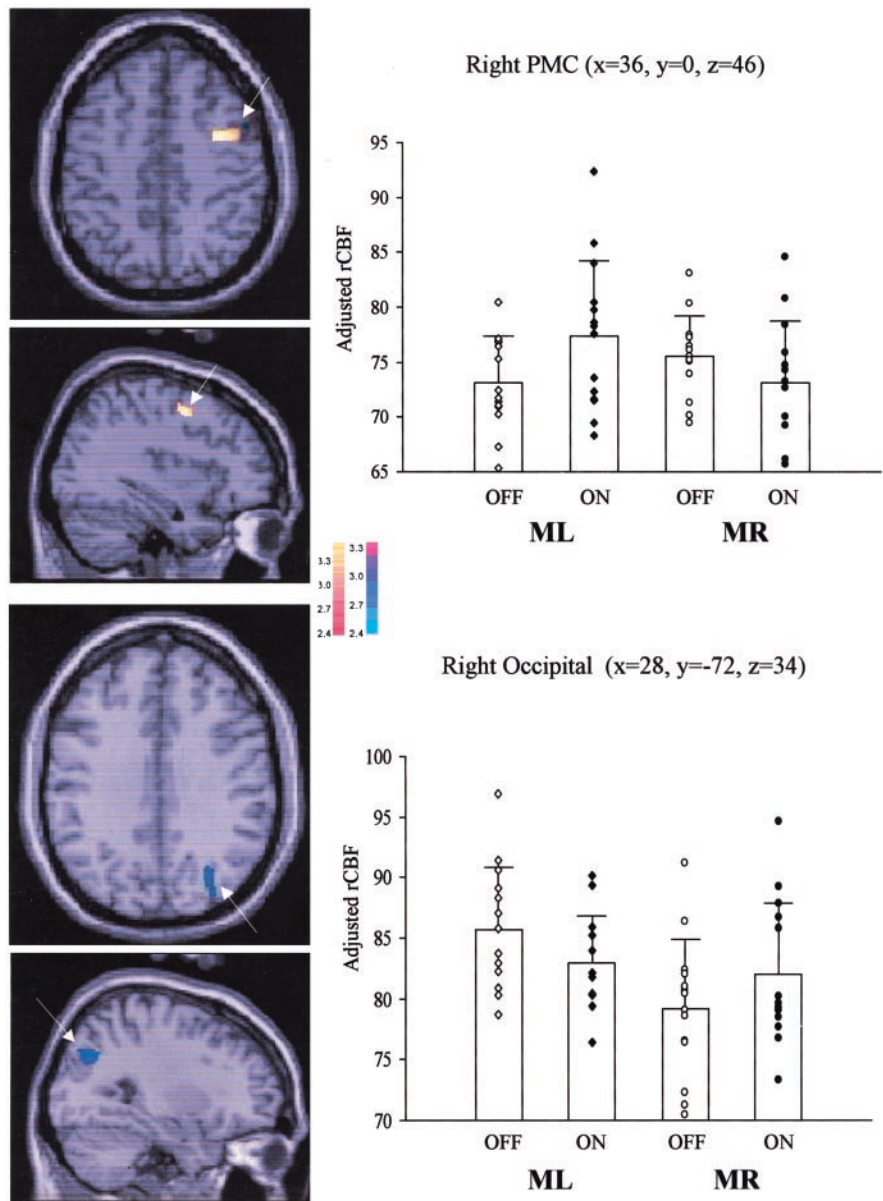 Right PMC (x=36, y=0, z=46)
95
90
85
80
75
70
65
Adjusted rCBF
OFF ON OFF ON
ML MR
3.3 3.3
3.0 3.0
2.7 2.7
2.4 2.4
Right Occipital (x=28, y=-72, z=34)
100
95
90
85
80
75
70
Adjusted rCBF
OFF ON OFF ON
ML MR